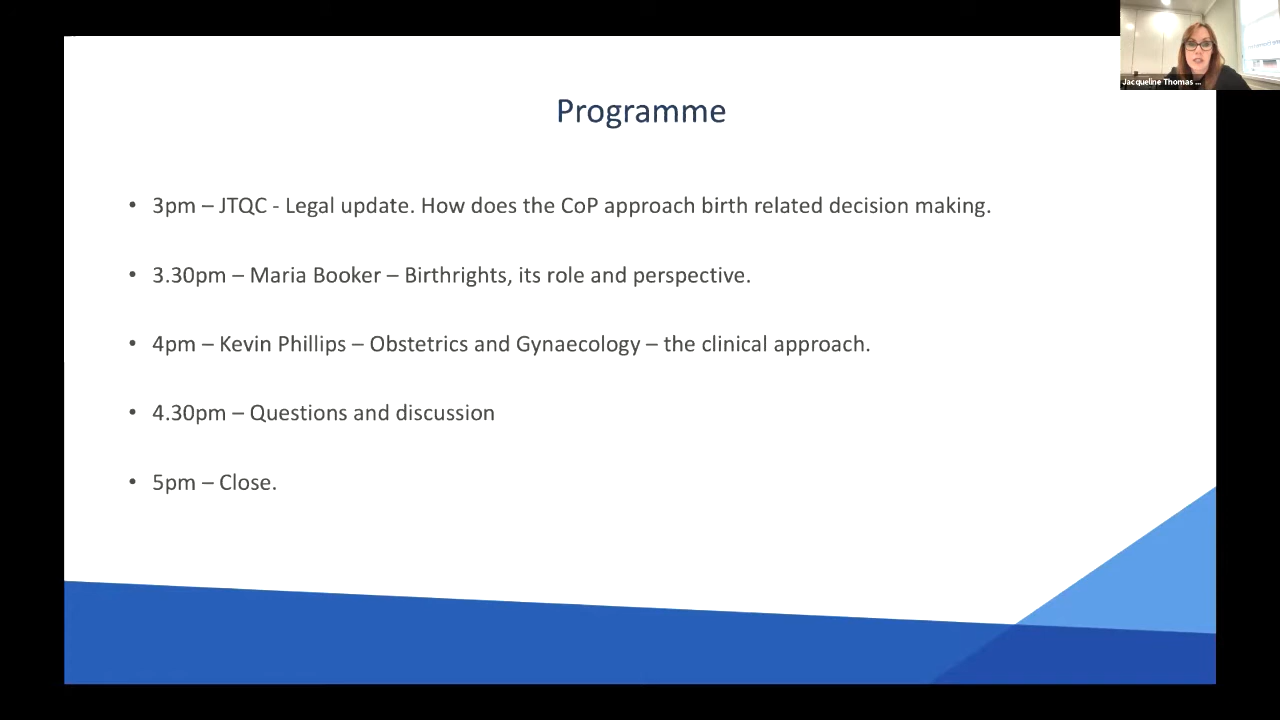 Jacqueline Thomas ...
Programme
• 3pm – JTQC - Legal update. How does the CoP approach birth related decision making.
• 3.30pm – Maria Booker – Birthrights, its role and perspective.
• 4pm – Kevin Phillips – Obstetrics and Gynaecology – the clinical approach.
• 4.30pm – Questions and discussion
• 5pm – Close.